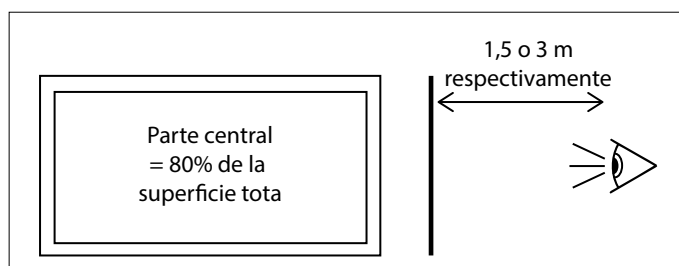 1,5 o 3 m
respectivamente
Parte central
= 80% de la
superficie tota